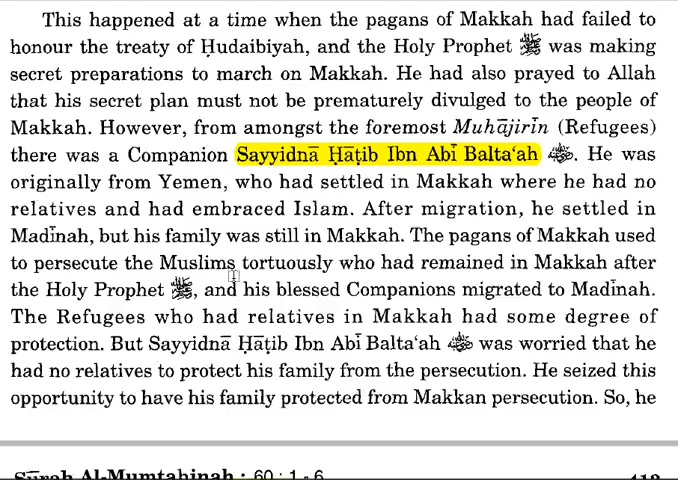 This happened at a time when the pagans of Makkah had failed to
honour the treaty of Ḥudaibiyah, and the Holy Prophet ﷺ was making
secret preparations to march on Makkah. He had also prayed to Allah
that his secret plan must not be prematurely divulged to the people of
Makkah. However, from amongst the foremost Muhājirīn (Refugees)
there was a Companion Sayyidnā Ḥāṭib Ibn Abī Balta‘ah. He was
originally from Yemen, who had settled in Makkah where he had no
relatives and had embraced Islam. After migration, he settled in
Madīnah, but his family was still in Makkah. The pagans of Makkah used
to persecute the Muslims tortuously who had remained in Makkah after
the Holy Prophet ﷺ, and his blessed Companions migrated to Madīnah.
The Refugees who had relatives in Makkah had some degree of
protection. But Sayyidnā Ḥāṭib Ibn Abī Balta‘ah was worried that he
had no relatives to protect his family from the persecution. He seized this
opportunity to have his family protected from Makkan persecution. So, he
Sūrah Al-Mumtaḥinah : 60 : 1 - 6